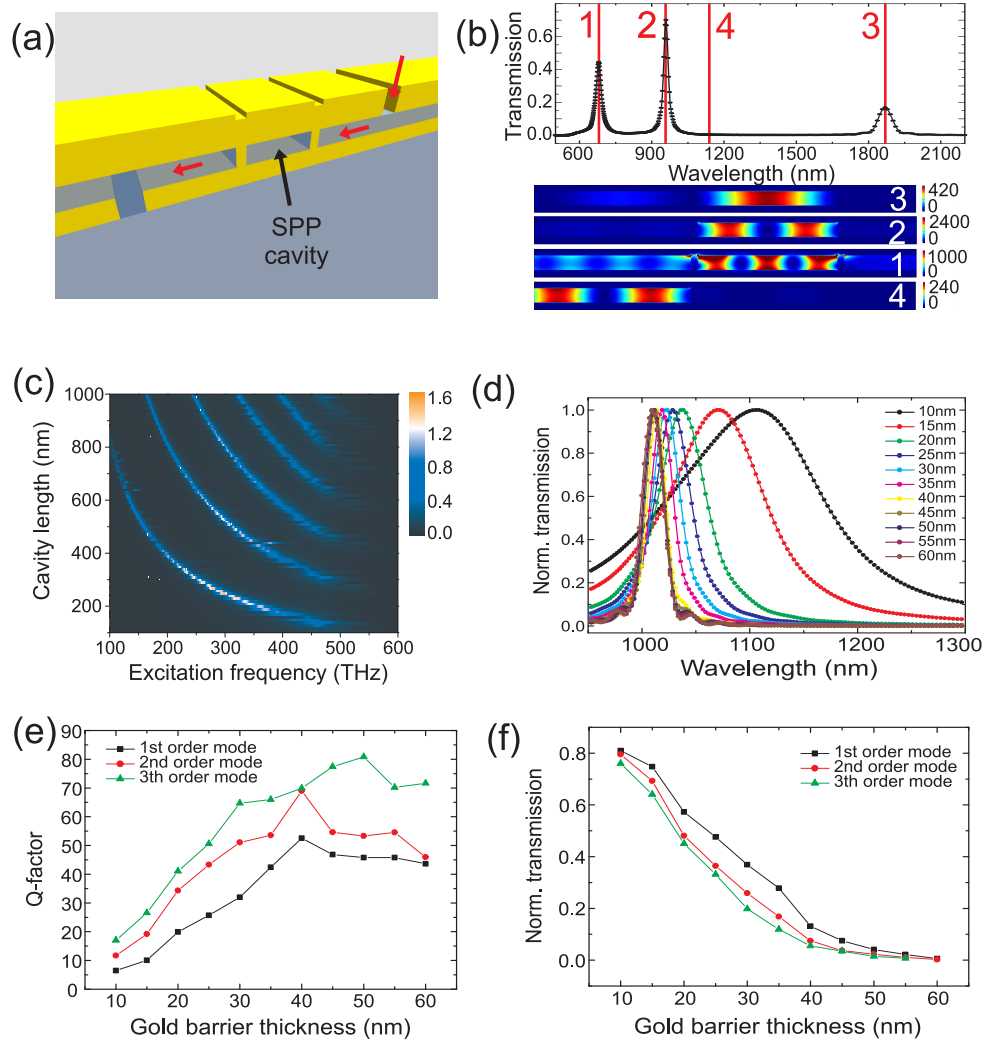 (a)
SPP
cavity
(b)
1 2 4 3
Transmission
0.6
0.4
0.2
0.0
600 900 1200 1500 1800 2100
Wavelength (nm)
3
420
0
2
2400
0
1
1000
0
4
240
0
(c)
Cavity length (nm)
1000
800
600
400
200
100 200 300 400 500 600
Excitation frequency (THz)
1.6
1.2
0.8
0.4
0.0
(d)
Norm. transmission
1.0
0.8
0.6
0.4
0.2
0.0
1000 1100 1200 1300
Wavelength (nm)
10nm
15nm
20nm
25nm
30nm
35nm
40nm
45nm
50nm
55nm
60nm
(e)
Q-factor
90
80
70
60
50
40
30
20
10
0
10 20 30 40 50 60
Gold barrier thickness (nm)
1st order mode
2nd order mode
3th order mode
(f)
Norm. transmission
0.8
0.6
0.4
0.2
0.0
10 20 30 40 50 60
Gold barrier thickness (nm)
1st order mode
2nd order mode
3th order mode